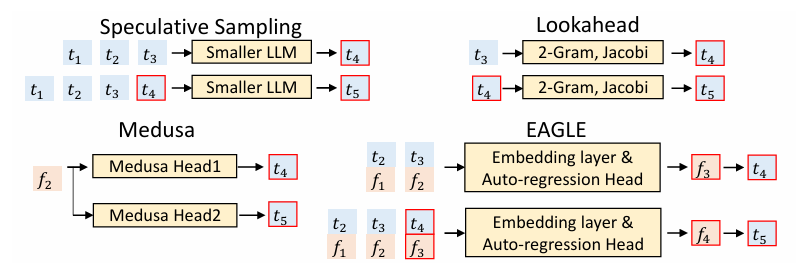 Speculative Sampling
t₁ t₂ t₃ Smaller LLM t₄
t₁ t₂ t₃ t₄ Smaller LLM t₅
Lookahead
t₃ 2-Gram, Jacobi t₄
t₄ 2-Gram, Jacobi t₅
Medusa
f₂ Medusa Head1 t₄
Medusa Head2 t₅
EAGLE
t₂ t₃
f₁ f₂
Embedding layer &
Auto-regression Head
f₃ t₄
t₂ t₃ t₄
f₁ f₂ f₃
Embedding layer &
Auto-regression Head
f₄ t₅